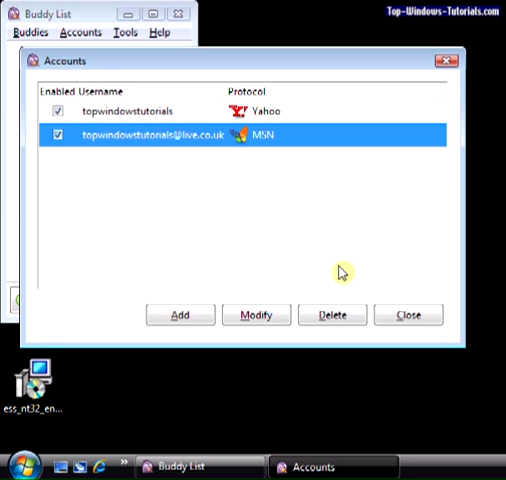 Top-Windows-Tutorials.com
Buddy List
Buddies Accounts Tools Help
Accounts
Enabled Username Protocol
topwindowstutorials Yahoo
topwindowstutorials@live.co.uk MSN
Add Modify Delete Close
ess_nt32_en...
» Buddy List Accounts